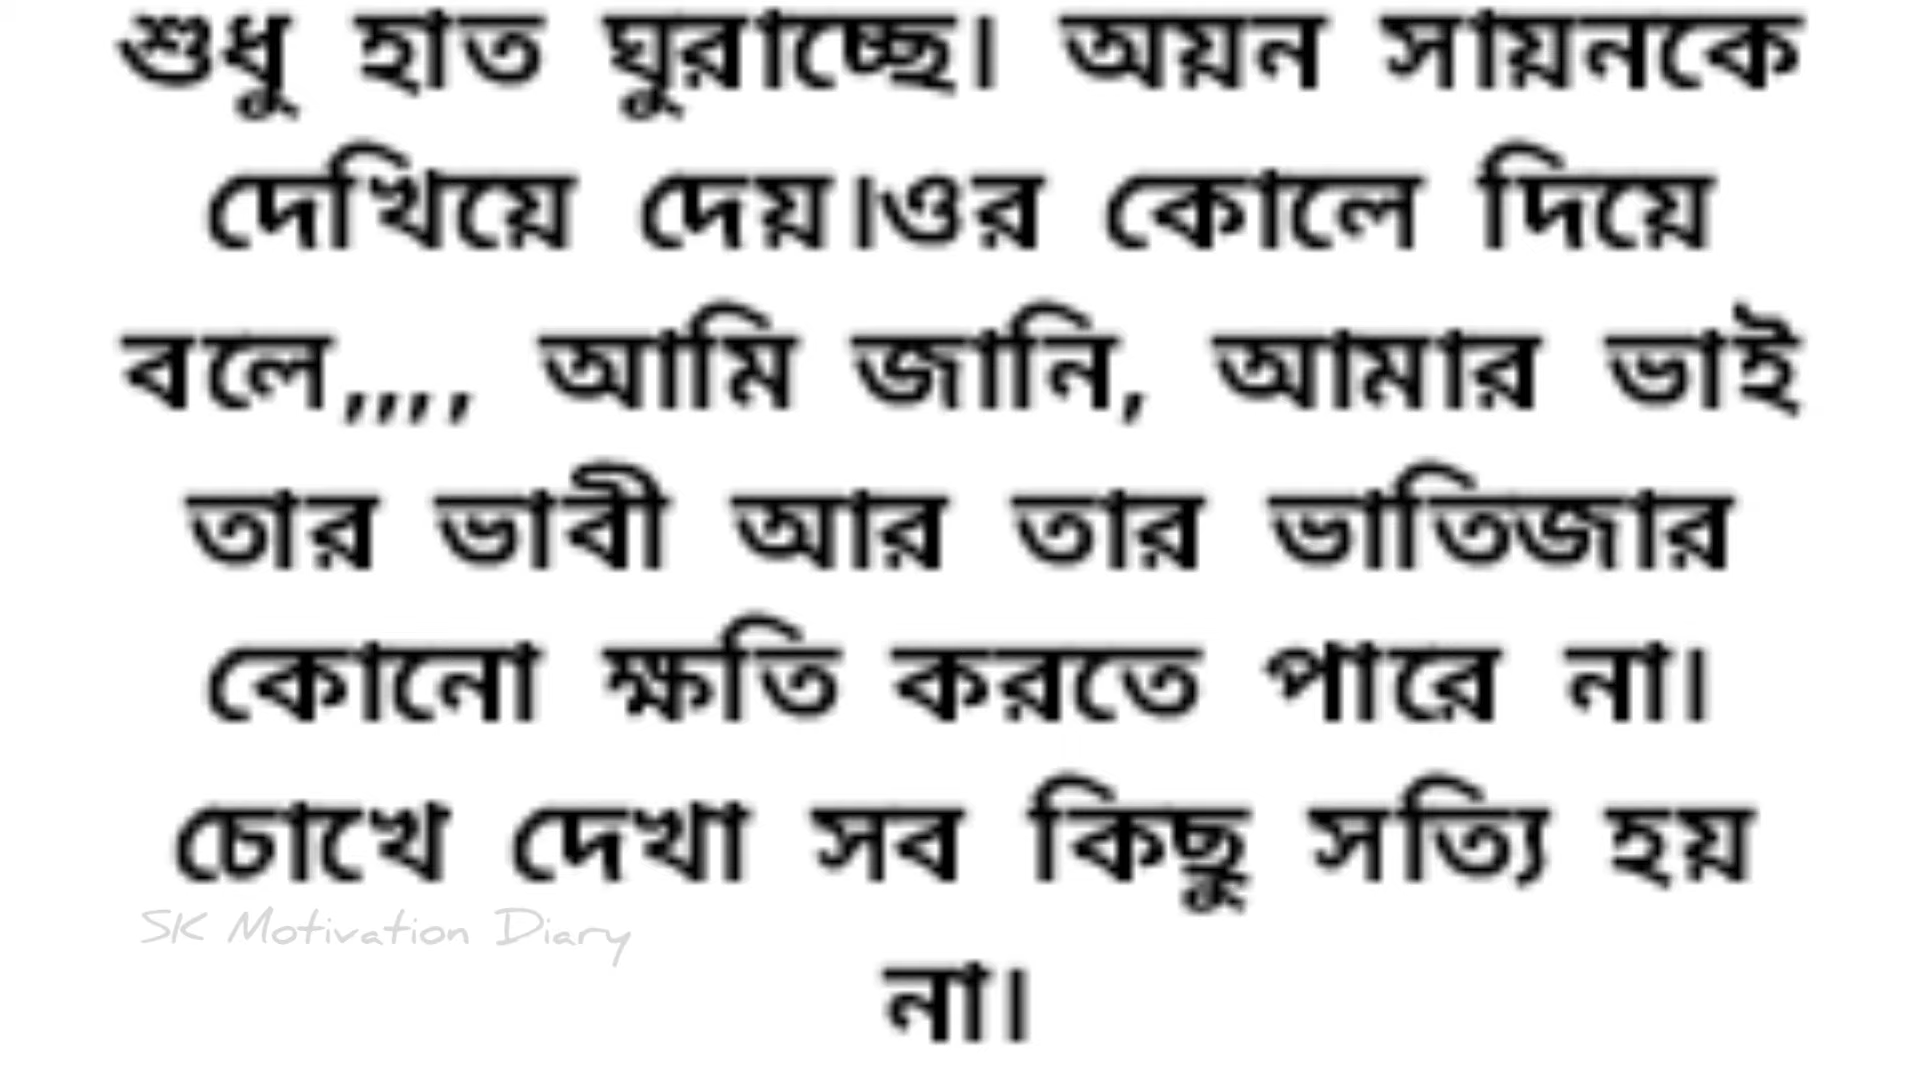 শুধু হাত ঘুরাচ্ছে। অয়ন সায়নকে
দেখিয়ে দেয়।ওর কোলে দিয়ে
বলে,,,, আমি জানি, আমার ভাই
তার ভাবী আর তার ভাতিজার
কোনো ক্ষতি করতে পারে না।
চোখে দেখা সব কিছু সত্যি হয়
SK Motivation Diary
না।